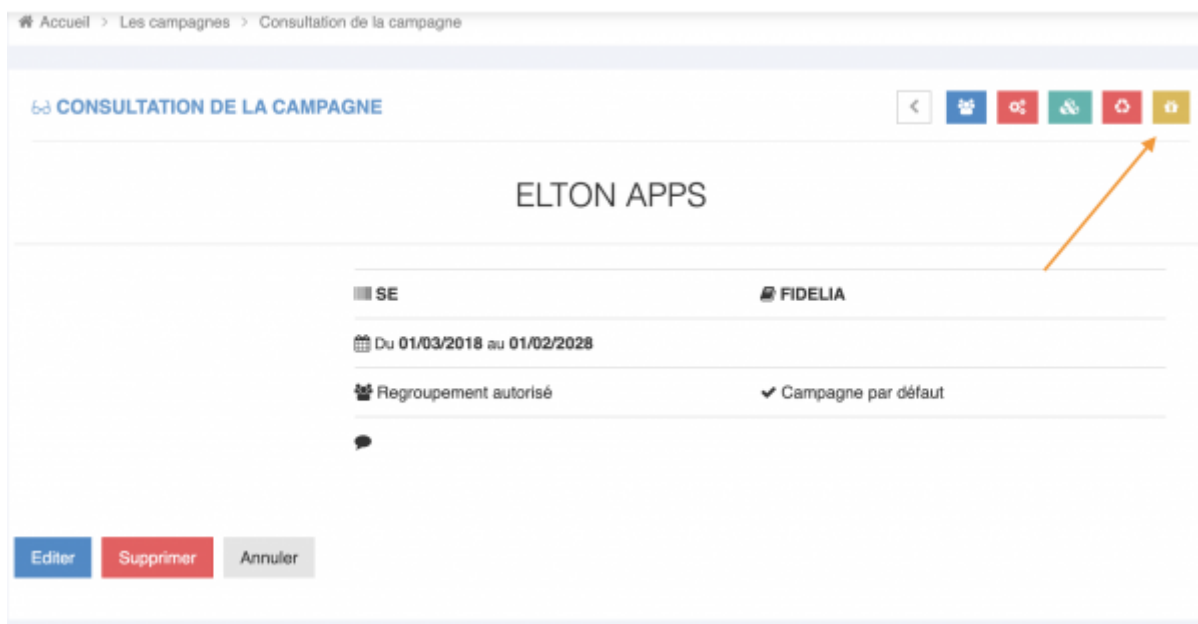 Accueil > Les campagnes > Consultation de la campagne
CONSULTATION DE LA CAMPAGNE
ELTON APPS
SE FIDELIA
Du 01/03/2018 au 01/02/2028
Regroupement autorisé Campagne par défaut
Editer Supprimer Annuler